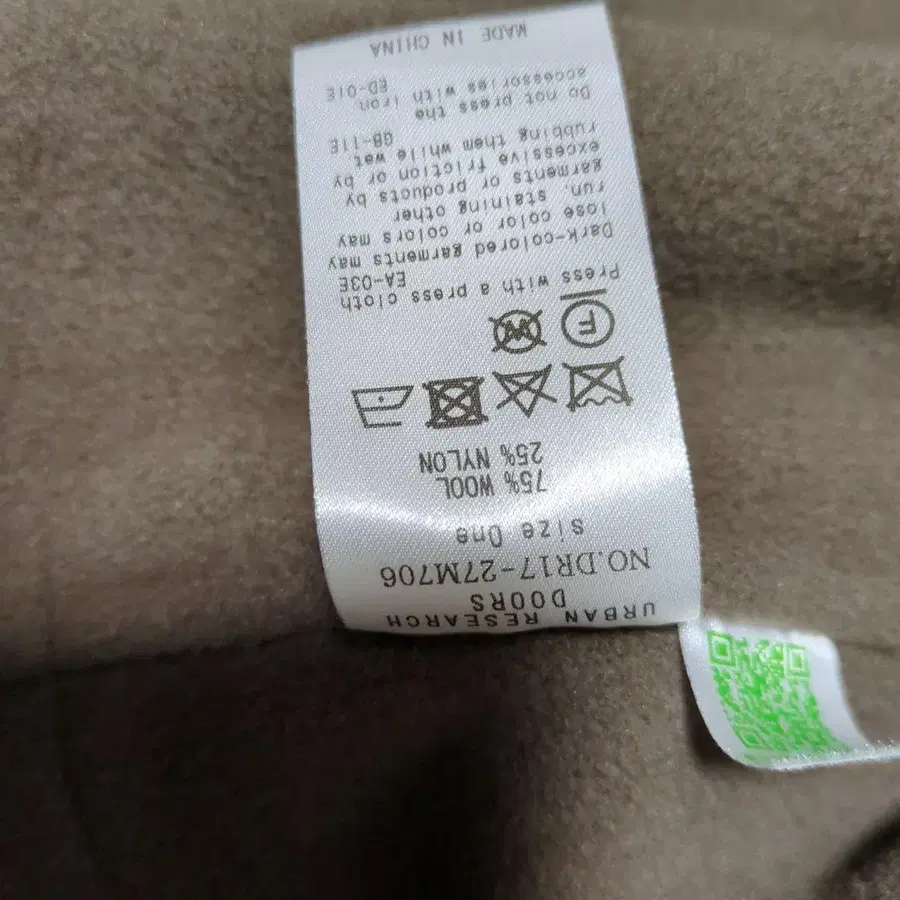 URBAN RESEARCH
DOORS
NO.DR17-27M706
Size One
75% WOOL
25% NYLON
F
W
Press with a press cloth
EA-03E
Dark-colored garments may
lose color or colors may
run. staining other
garments or products by
excessive friction or by
rubbing them while wet
GB-11E
Do not press the iron
accessories with
ED-01E
MADE IN CHINA